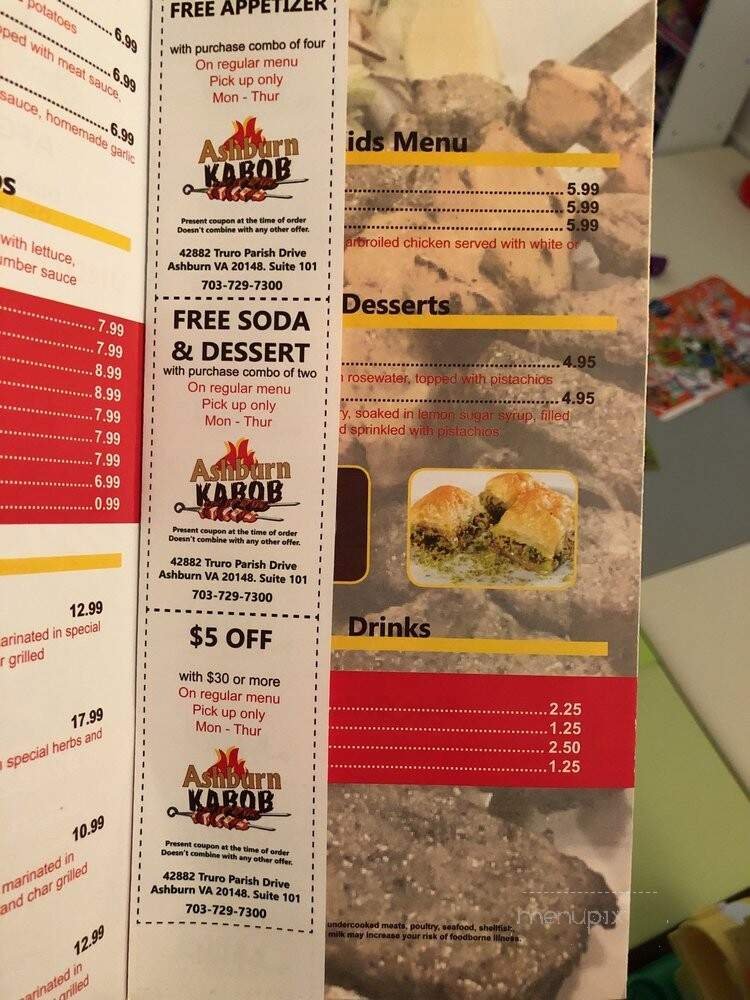 potatoes
6.99
with meat sauce,
6.99
sauce, homemade garlic
6.99
with lettuce,
sauce
7.99
7.99
8.99
8.99
7.99
7.99
7.99
6.99
0.99
12.99
marinated in special
grilled
17.99
special herbs and
10.99
marinated in
and char grilled
12.99
grilled
FREE APPETIZER
with purchase combo of four
On regular menu
Pick up only
Mon - Thur
Ashburn
KABOB
Present coupon at the time of order
Doesn't combine with any other offer.
42882 Truro Parish Drive
Ashburn VA 20148. Suite 101
703-729-7300
FREE SODA
& DESSERT
with purchase combo of two
On regular menu
Pick up only
Mon - Thur
Ashburn
KABOB
Present coupon at the time of order
Doesn't combine with any other offer.
42882 Truro Parish Drive
Ashburn VA 20148. Suite 101
703-729-7300
$5 OFF
with $30 or more
On regular menu
Pick up only
Mon - Thur
Ashburn
KABOB
Present coupon at the time of order
Doesn't combine with any other offer.
42882 Truro Parish Drive
Ashburn VA 20148. Suite 101
703-729-7300
ids Menu
5.99
5.99
5.99
arbroiled chicken served with white or
Desserts
4.95
rosewater, topped with pistachios
4.95
ry, soaked in lemon sugar syrup, filled
d sprinkled with pistachios
Drinks
2.25
1.25
2.50
1.25
undercooked meats, poultry, seafood, shellfish,
milk may increase your risk of foodborne illness.
menupix